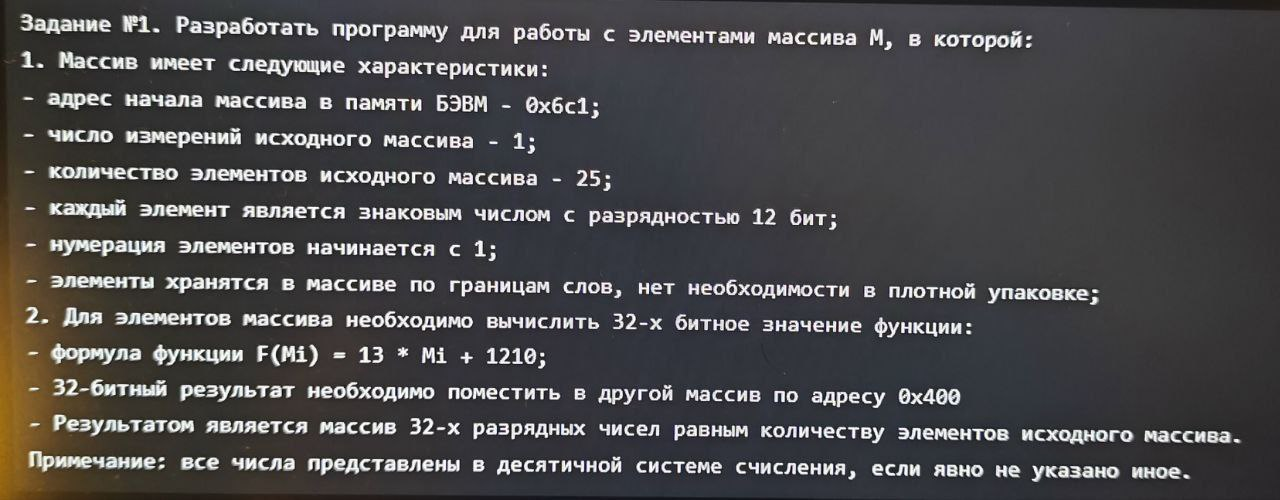 Задание №1. Разработать программу для работы с элементами массива M, в которой:
1. Массив имеет следующие характеристики:
- адрес начала массива в памяти БЭВМ - 0x6c1;
- число измерений исходного массива - 1;
- количество элементов исходного массива - 25;
- каждый элемент является знаковым числом с разрядностью 12 бит;
- нумерация элементов начинается с 1;
- элементы хранятся в массиве по границам слов, нет необходимости в плотной упаковке;
2. Для элементов массива необходимо вычислить 32-х битное значение функции:
- формула функции F(Mi) = 13 * Mi + 1210;
- 32-битный результат необходимо поместить в другой массив по адресу 0x400
- Результатом является массив 32-х разрядных чисел равным количеству элементов исходного массива.
Примечание: все числа представлены в десятичной системе счисления, если явно не указано иное.